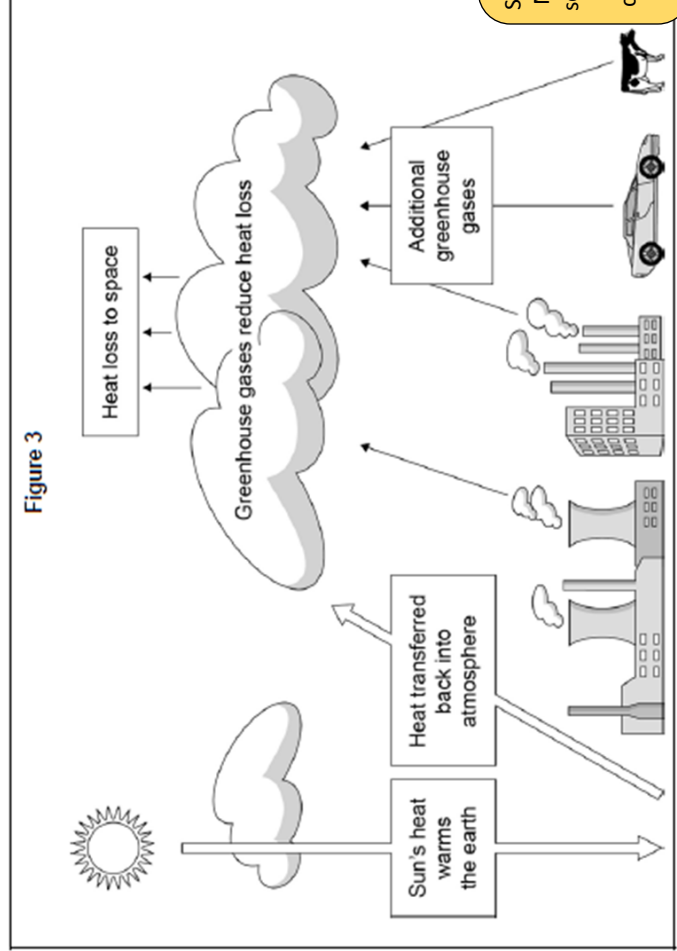 Figure 3
Heat loss to space
Greenhouse gases reduce heat loss
Sun's heat
warms
the earth
Heat transferred
back into
atmosphere
Additional
greenhouse
gases